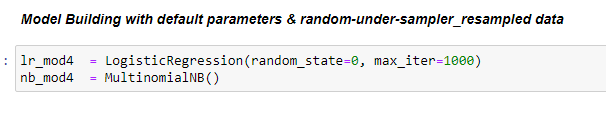 Model Building with default parameters & random-under-sampler_resampled data
: lr_mod4  = LogisticRegression(random_state=0, max_iter=1000)
nb_mod4  = MultinomialNB()